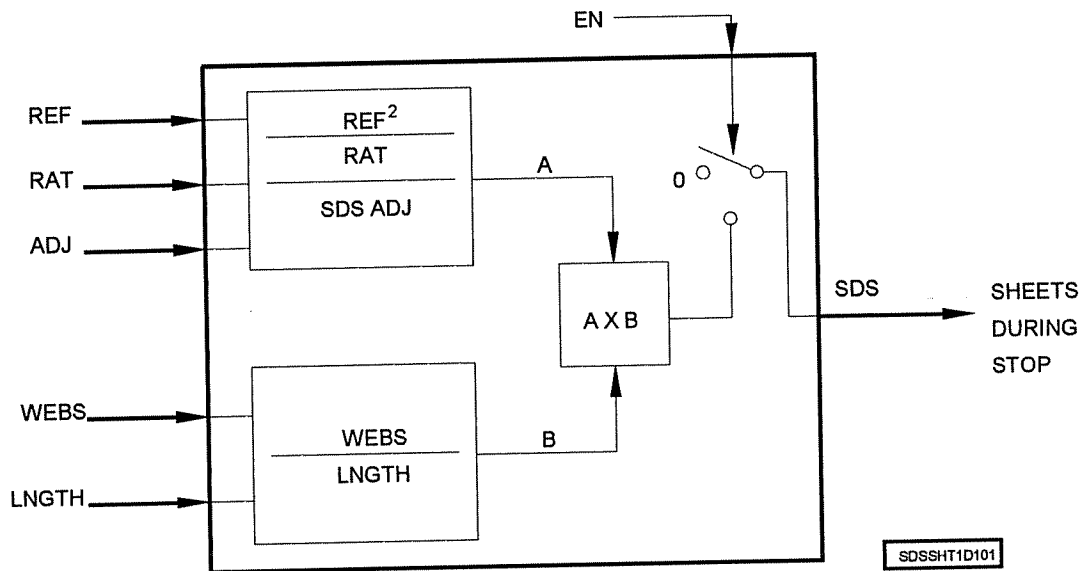 EN
REF
RAT
ADJ
REF²
RAT
SDS ADJ
A
0
A X B
SDS
SHEETS
DURING
STOP
WEBS
LNGTH
WEBS
LNGTH
B
SDSSHT1D101